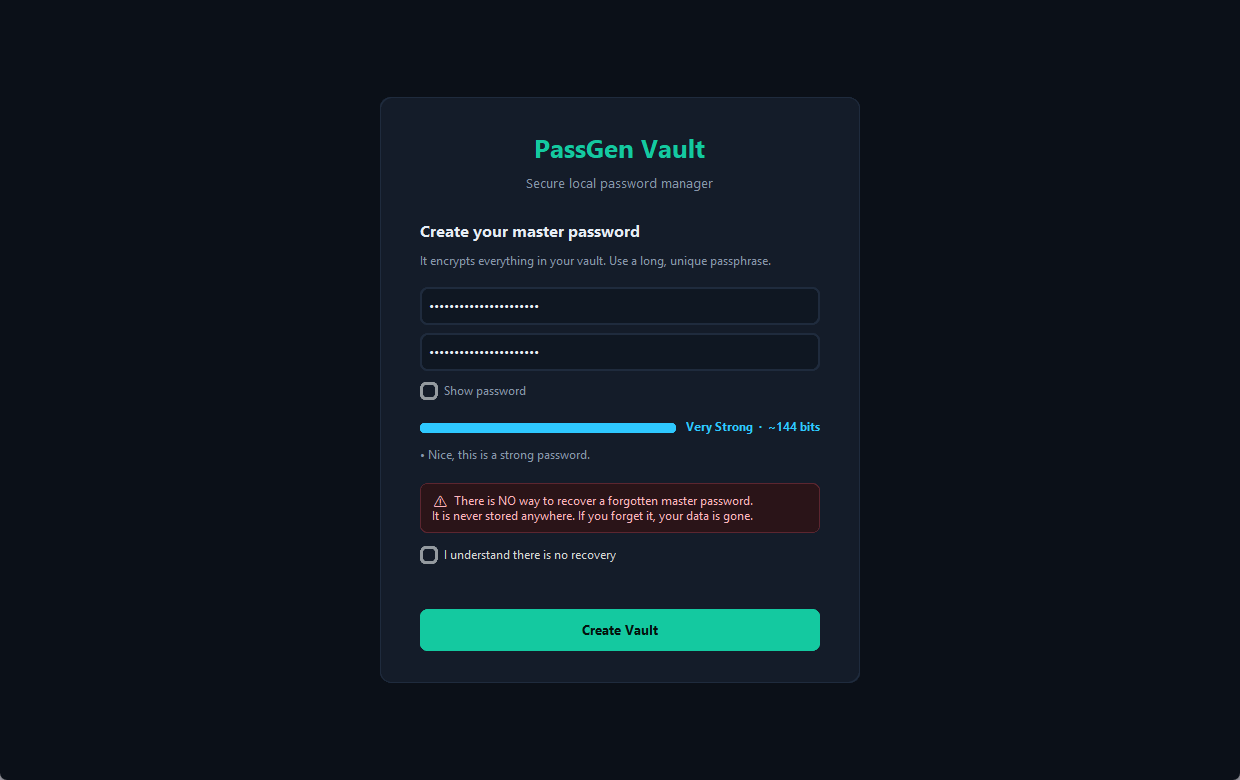 PassGen Vault
Secure local password manager
Create your master password
It encrypts everything in your vault. Use a long, unique passphrase.
••••••••••••••••••••••
••••••••••••••••••••••
Show password
Very Strong · ~144 bits
• Nice, this is a strong password.
⚠ There is NO way to recover a forgotten master password.
It is never stored anywhere. If you forget it, your data is gone.
I understand there is no recovery
Create Vault